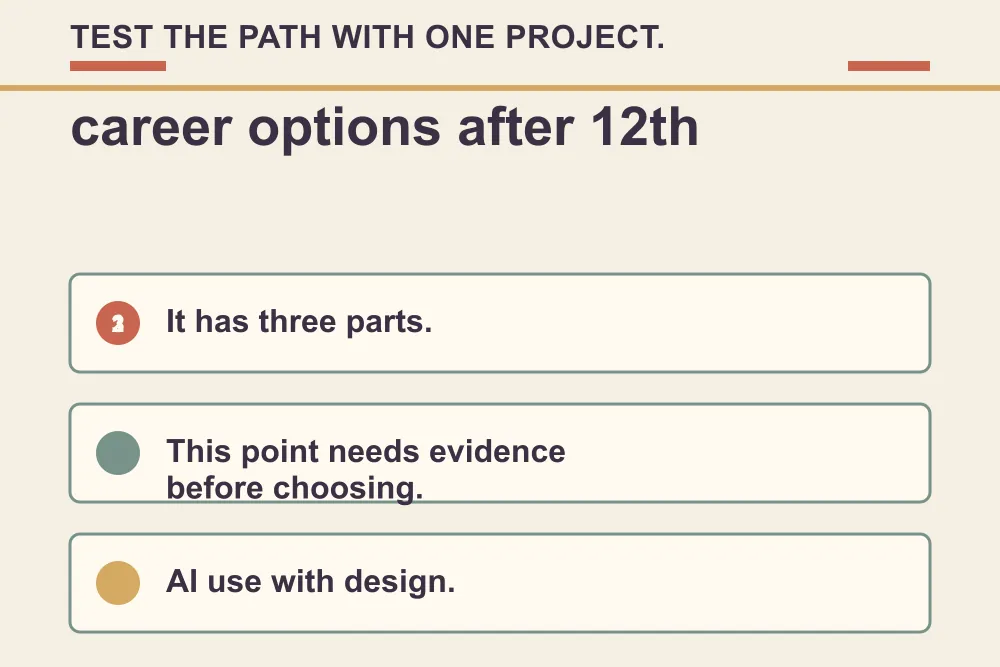 TEST THE PATH WITH ONE PROJECT.
career options after 12th
It has three parts.
This point needs evidence
before choosing.
AI use with design.